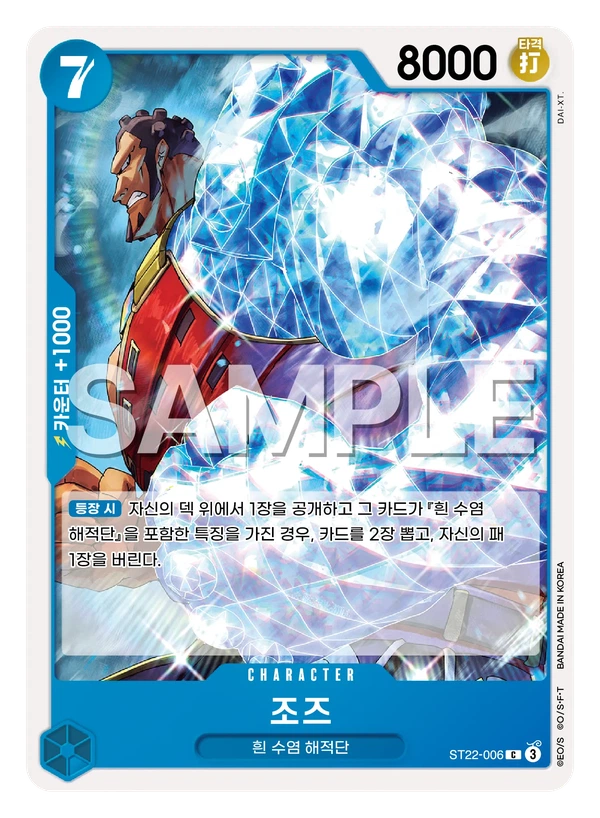 7
8000
타격
打
DAI-XT.
⚡카운터 +1000
SAMPLE
등장 시 자신의 덱 위에서 1장을 공개하고 그 카드가 『흰 수염
해적단』을 포함한 특징을 가진 경우, 카드를 2장 뽑고, 자신의 패
1장을 버린다.
CHARACTER
조즈
흰 수염 해적단
ST22-006 C 3
©EO/S ©O/S·F·T BANDAI MADE IN KOREA